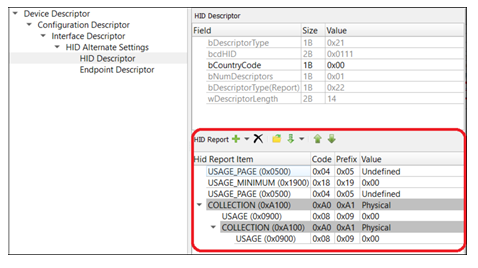 Device Descriptor
Configuration Descriptor
Interface Descriptor
HID Alternate Settings
HID Descriptor
Endpoint Descriptor
HID Descriptor
Field Size Value
bDescriptorType 1B 0x21
bcdHID 2B 0x0111
bCountryCode 1B 0x00
bNumDescriptors 1B 0x01
bDescriptorType(Report) 1B 0x22
wDescriptorLength 2B 14
HID Report
Hid Report Item Code Prefix Value
USAGE_PAGE (0x0500) 0x04 0x05 Undefined
USAGE_MINIMUM (0x1900) 0x18 0x19 0x00
USAGE_PAGE (0x0500) 0x04 0x05 Undefined
COLLECTION (0xA100) 0xA0 0xA1 Physical
USAGE (0x0900) 0x08 0x09 0x00
COLLECTION (0xA100) 0xA0 0xA1 Physical
USAGE (0x0900) 0x08 0x09 0x00